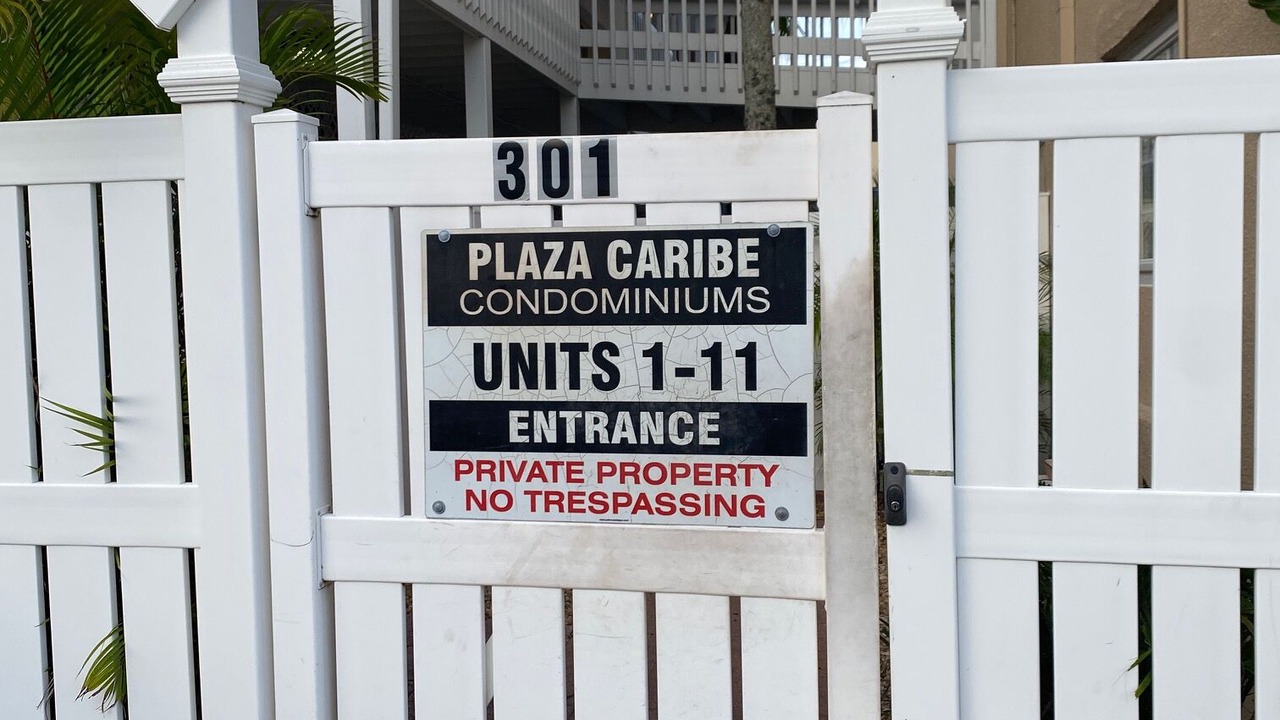 301
PLAZA CARIBE
CONDOMINIUMS
UNITS 1-11
ENTRANCE
PRIVATE PROPERTY
NO TRESPASSING